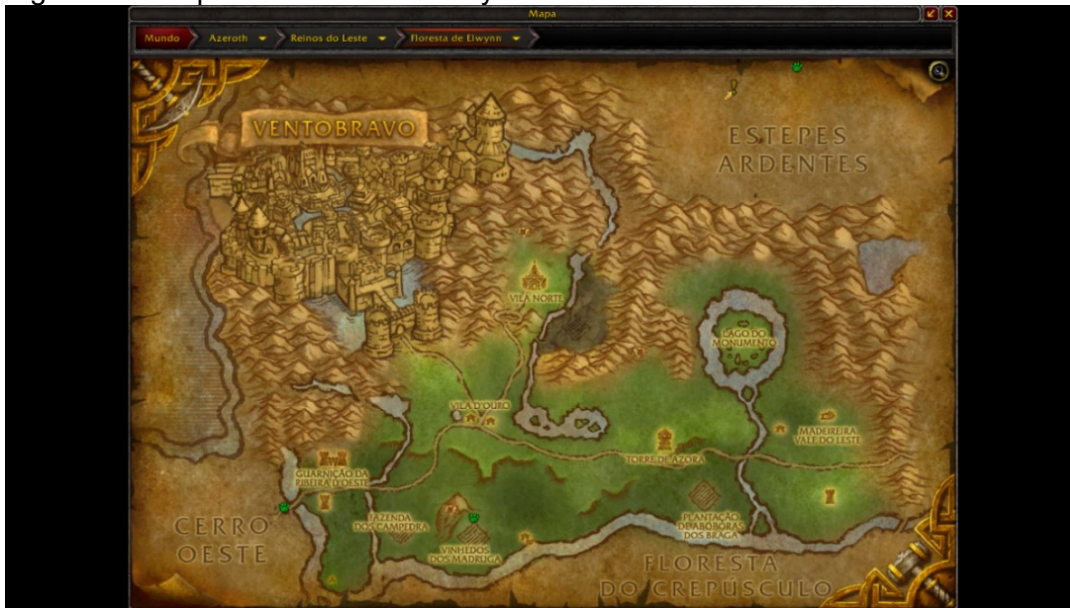 Mapa
Mundo Azeroth Reinos do Leste Floresta de Elwynn
VENTOBRAVO
ESTEPES
ARDENTES
VILA NORTE
LAGO DO
MONUMENTO
VILA D'OURO
MADEIREIRA
VALE DO LESTE
TORRE DE AZORA
GUARNIÇÃO DA
RIBEIRA D'OESTE
CERRO
OESTE
FAZENDA
DOS CAMPEDRA
VINHEDOS
DOS MADRUGA
PLANTAÇÃO
DE ABÓBORAS
DOS BRAGA
FLORESTA
DO CREPÚSCULO